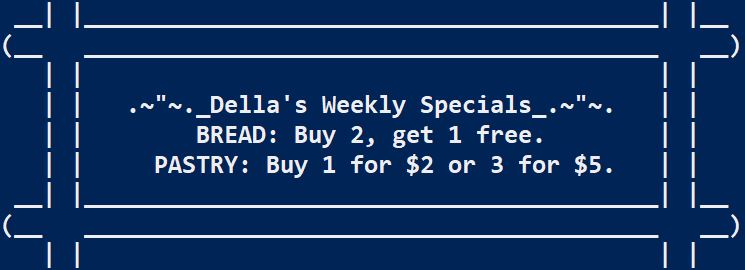 .~"~._Della's Weekly Specials_.~"~.
BREAD: Buy 2, get 1 free.
PASTRY: Buy 1 for $2 or 3 for $5.